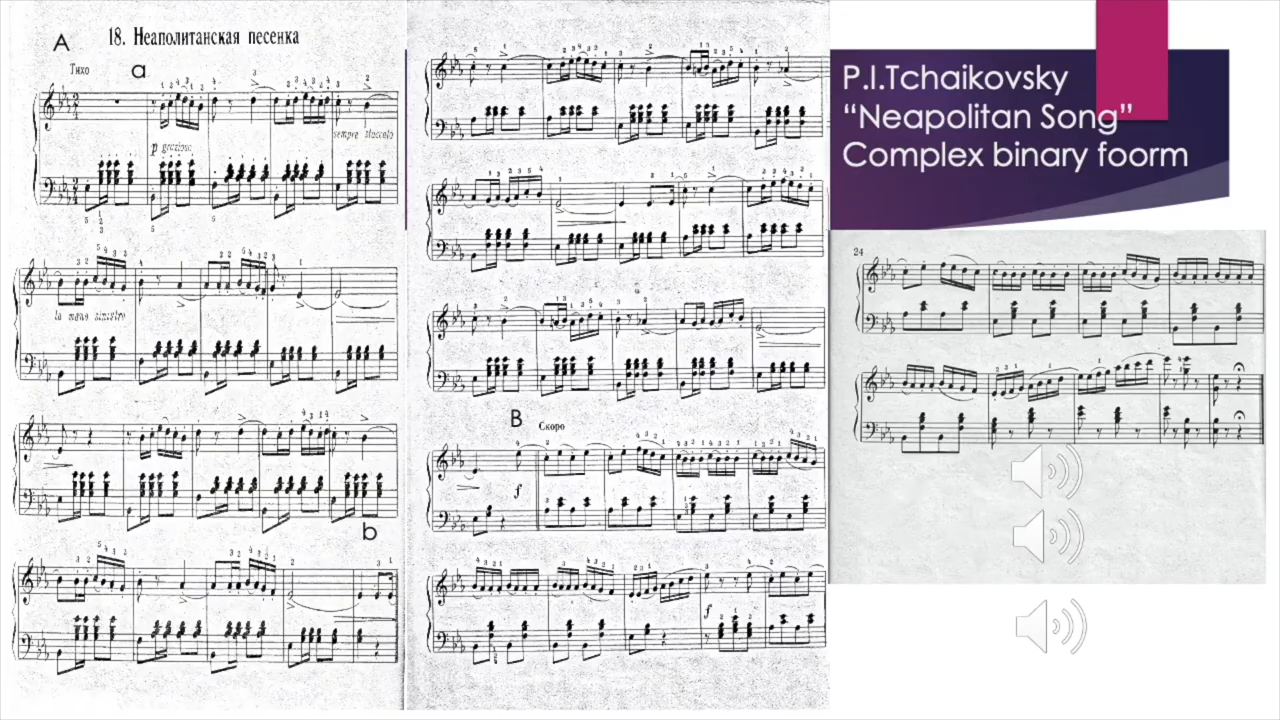 A
18. Неаполитанская песенка
Тихо
a
p grazioso
sempre staccato
la mano sinistra
b
B
Скоро
f
f
P.I.Tchaikovsky
“Neapolitan Song”
Complex binary foorm
24